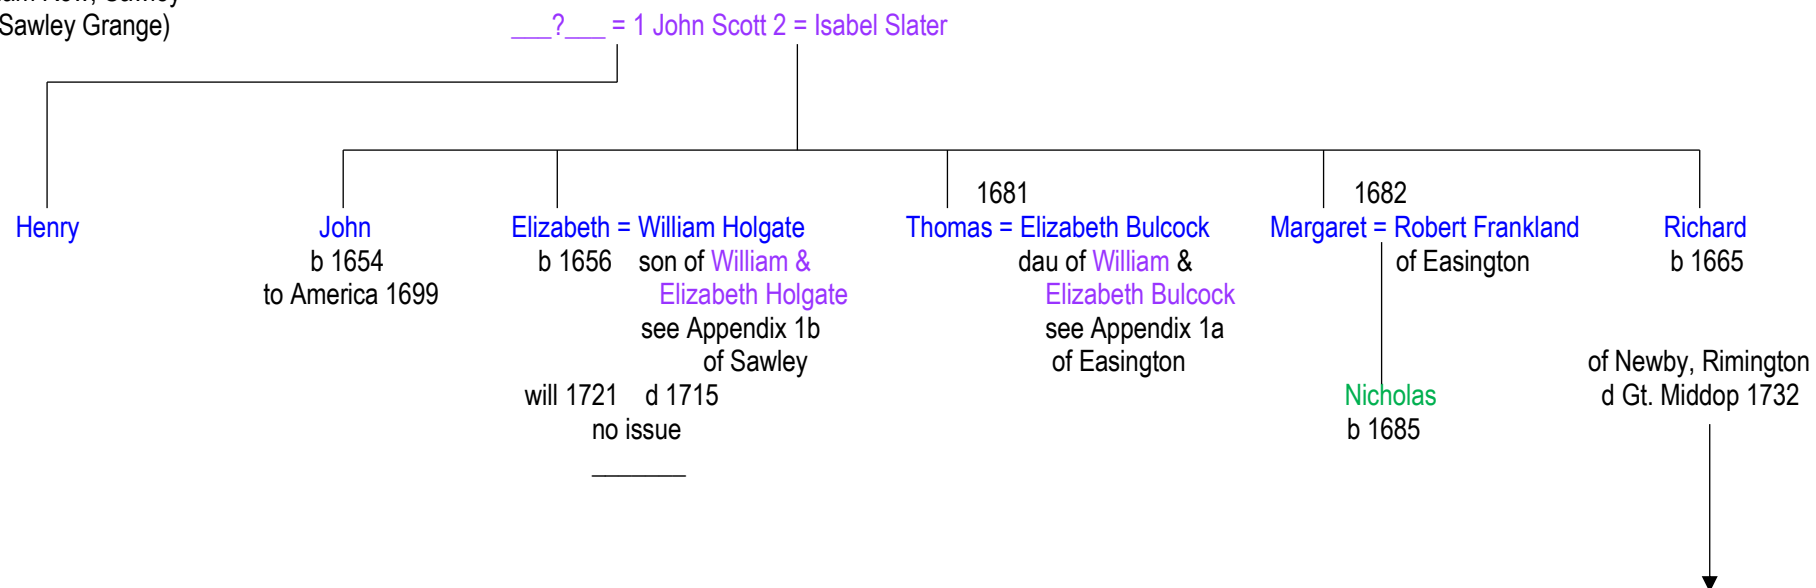 Sawley Grange)
___?___ = 1 John Scott 2 = Isabel Slater
1681
1682
Henry
John
Elizabeth = William Holgate
Thomas = Elizabeth Bulcock
Margaret = Robert Frankland
Richard
b 1654
b 1656 son of William &
dau of William &
of Easington
b 1665
to America 1699
Elizabeth Holgate
Elizabeth Bulcock
see Appendix 1b
see Appendix 1a
of Sawley
of Easington
of Newby, Rimington
will 1721 d 1715
Nicholas
d Gt. Middop 1732
no issue
b 1685